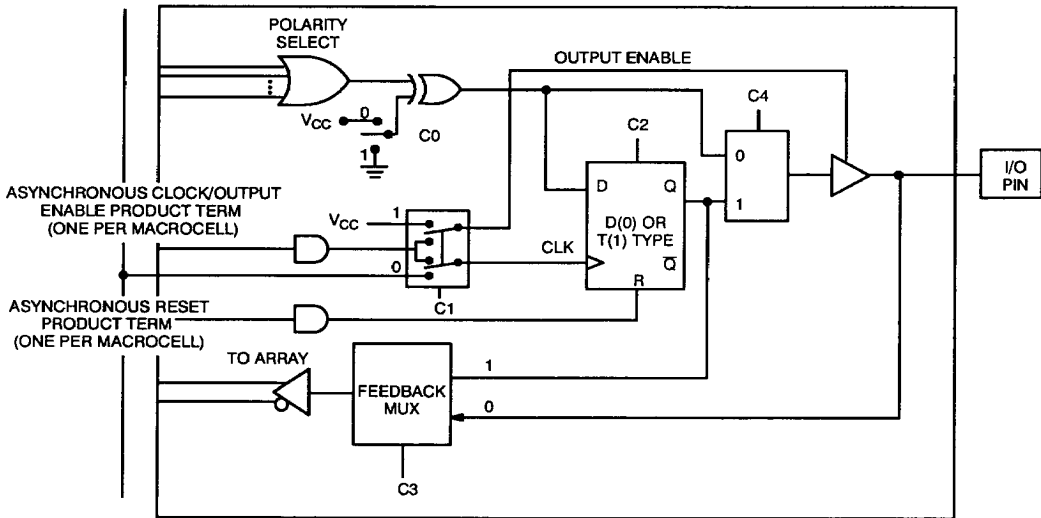 POLARITY
SELECT
OUTPUT ENABLE
VCC
0
C0
1
C4
0
1
C2
D
Q
D(0) OR
T(1) TYPE
Q
R
I/O
PIN
ASYNCHRONOUS CLOCK/OUTPUT
ENABLE PRODUCT TERM
(ONE PER MACROCELL)
VCC
1
0
CLK
C1
ASYNCHRONOUS RESET
PRODUCT TERM
(ONE PER MACROCELL)
TO ARRAY
FEEDBACK
MUX
1
0
C3